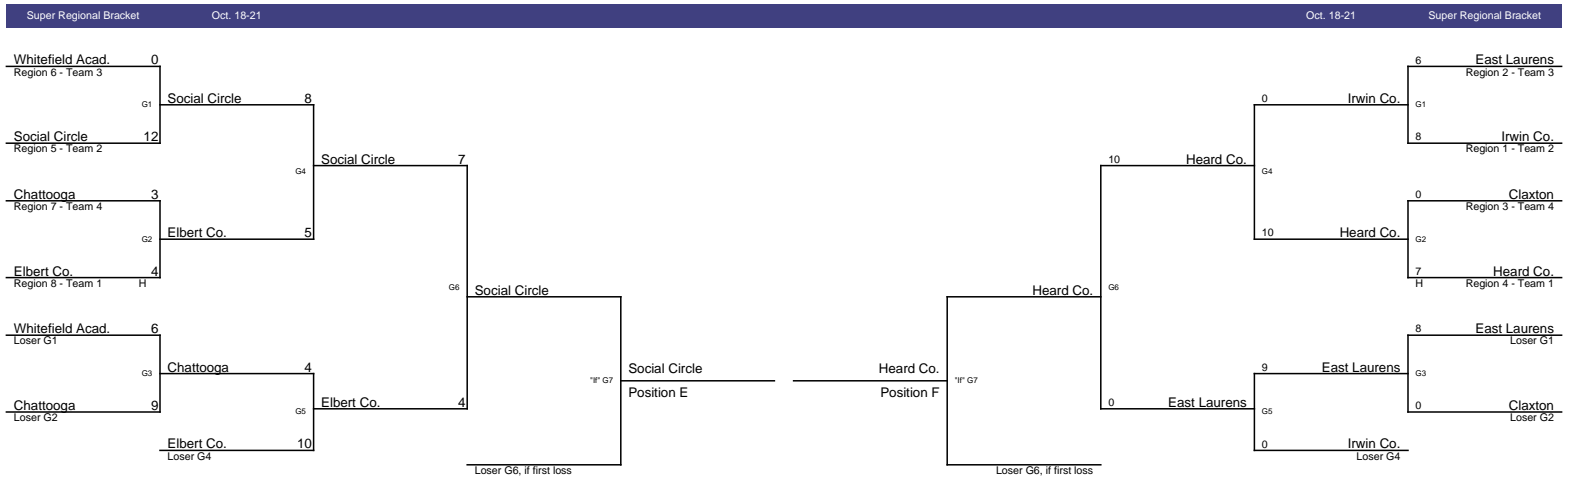 Super Regional Bracket Oct. 18-21 Oct. 18-21 Super Regional Bracket
Whitefield Acad. 0
Region 6 - Team 3
G1
Social Circle 8
Social Circle 12
Region 5 - Team 2
G4
Social Circle 7
Chattooga 3
Region 7 - Team 4
G2
Elbert Co. 5
Elbert Co. 4
Region 8 - Team 1 H
G6
Social Circle
Whitefield Acad. 6
Loser G1
G3
Chattooga 4
Chattooga 9
Loser G2
G5
Elbert Co. 4
Elbert Co. 10
Loser G4
"If" G7
Social Circle
Position E
Loser G6, if first loss
6 East Laurens
Region 2 - Team 3
0 Irwin Co.
G1
8 Irwin Co.
Region 1 - Team 2
10 Heard Co.
G4
0 Claxton
Region 3 - Team 4
10 Heard Co.
G2
7 Heard Co.
H Region 4 - Team 1
Heard Co.
G6
8 East Laurens
Loser G1
9 East Laurens
G3
0 Claxton
Loser G2
0 East Laurens
G5
0 Irwin Co.
Loser G4
Heard Co.
"If" G7
Position F
Loser G6, if first loss